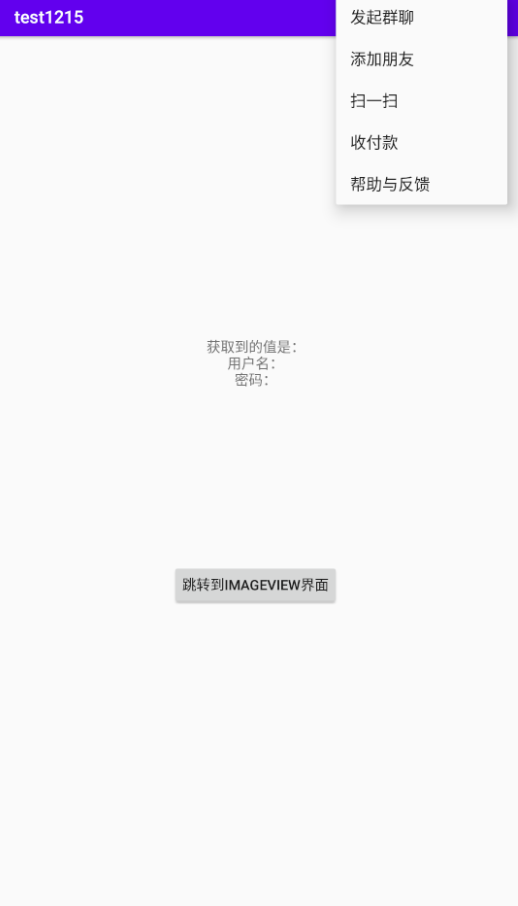 test1215
发起群聊
添加朋友
扫一扫
收付款
帮助与反馈
获取到的值是：
用户名：
密码：
跳转到IMAGEVIEW界面